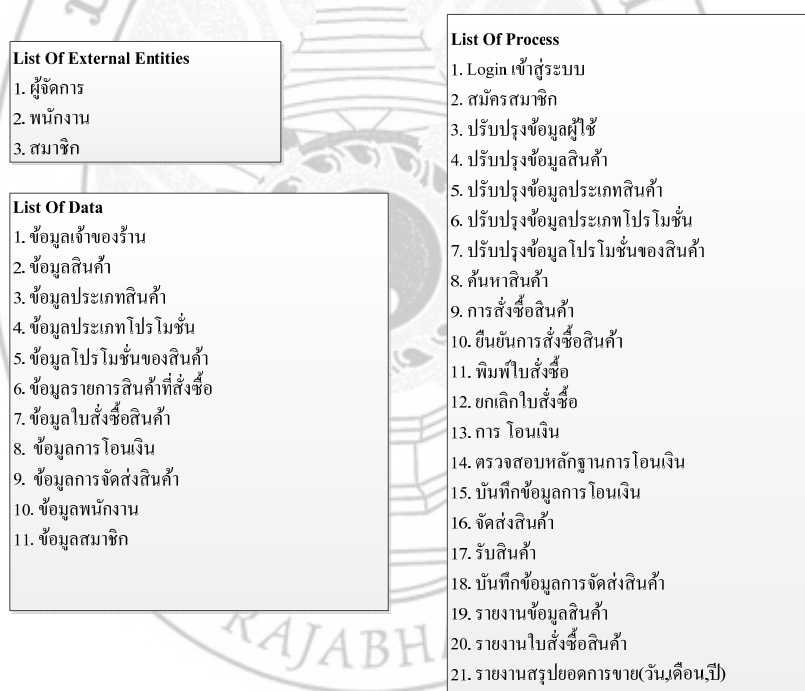 List Of External Entities
1. ผู้จัดการ
2. พนักงาน
3. สมาชิก
List Of Data
1. ข้อมูลเจ้าของร้าน
2. ข้อมูลสินค้า
3. ข้อมูลประเภทสินค้า
4. ข้อมูลประเภทโปรโมชั่น
5. ข้อมูลโปรโมชั่นของสินค้า
6. ข้อมูลรายการสินค้าที่สั่งซื้อ
7. ข้อมูลใบสั่งซื้อสินค้า
8. ข้อมูลการโอนเงิน
9. ข้อมูลการจัดส่งสินค้า
10. ข้อมูลพนักงาน
11. ข้อมูลสมาชิก
List Of Process
1. Login เข้าสู่ระบบ
2. สมัครสมาชิก
3. ปรับปรุงข้อมูลผู้ใช้
4. ปรับปรุงข้อมูลสินค้า
5. ปรับปรุงข้อมูลประเภทสินค้า
6. ปรับปรุงข้อมูลประเภทโปรโมชั่น
7. ปรับปรุงข้อมูลโปรโมชั่นของสินค้า
8. ค้นหาสินค้า
9. การสั่งซื้อสินค้า
10. ยืนยันการสั่งซื้อสินค้า
11. พิมพ์ใบสั่งซื้อ
12. ยกเลิกใบสั่งซื้อ
13. การ โอนเงิน
14. ตรวจสอบหลักฐานการโอนเงิน
15. บันทึกข้อมูลการโอนเงิน
16. จัดส่งสินค้า
17. รับสินค้า
18. บันทึกข้อมูลการจัดส่งสินค้า
19. รายงานข้อมูลสินค้า
20. รายงานใบสั่งซื้อสินค้า
21. รายงานสรุปยอดการขาย(วัน,เดือน,ปี)